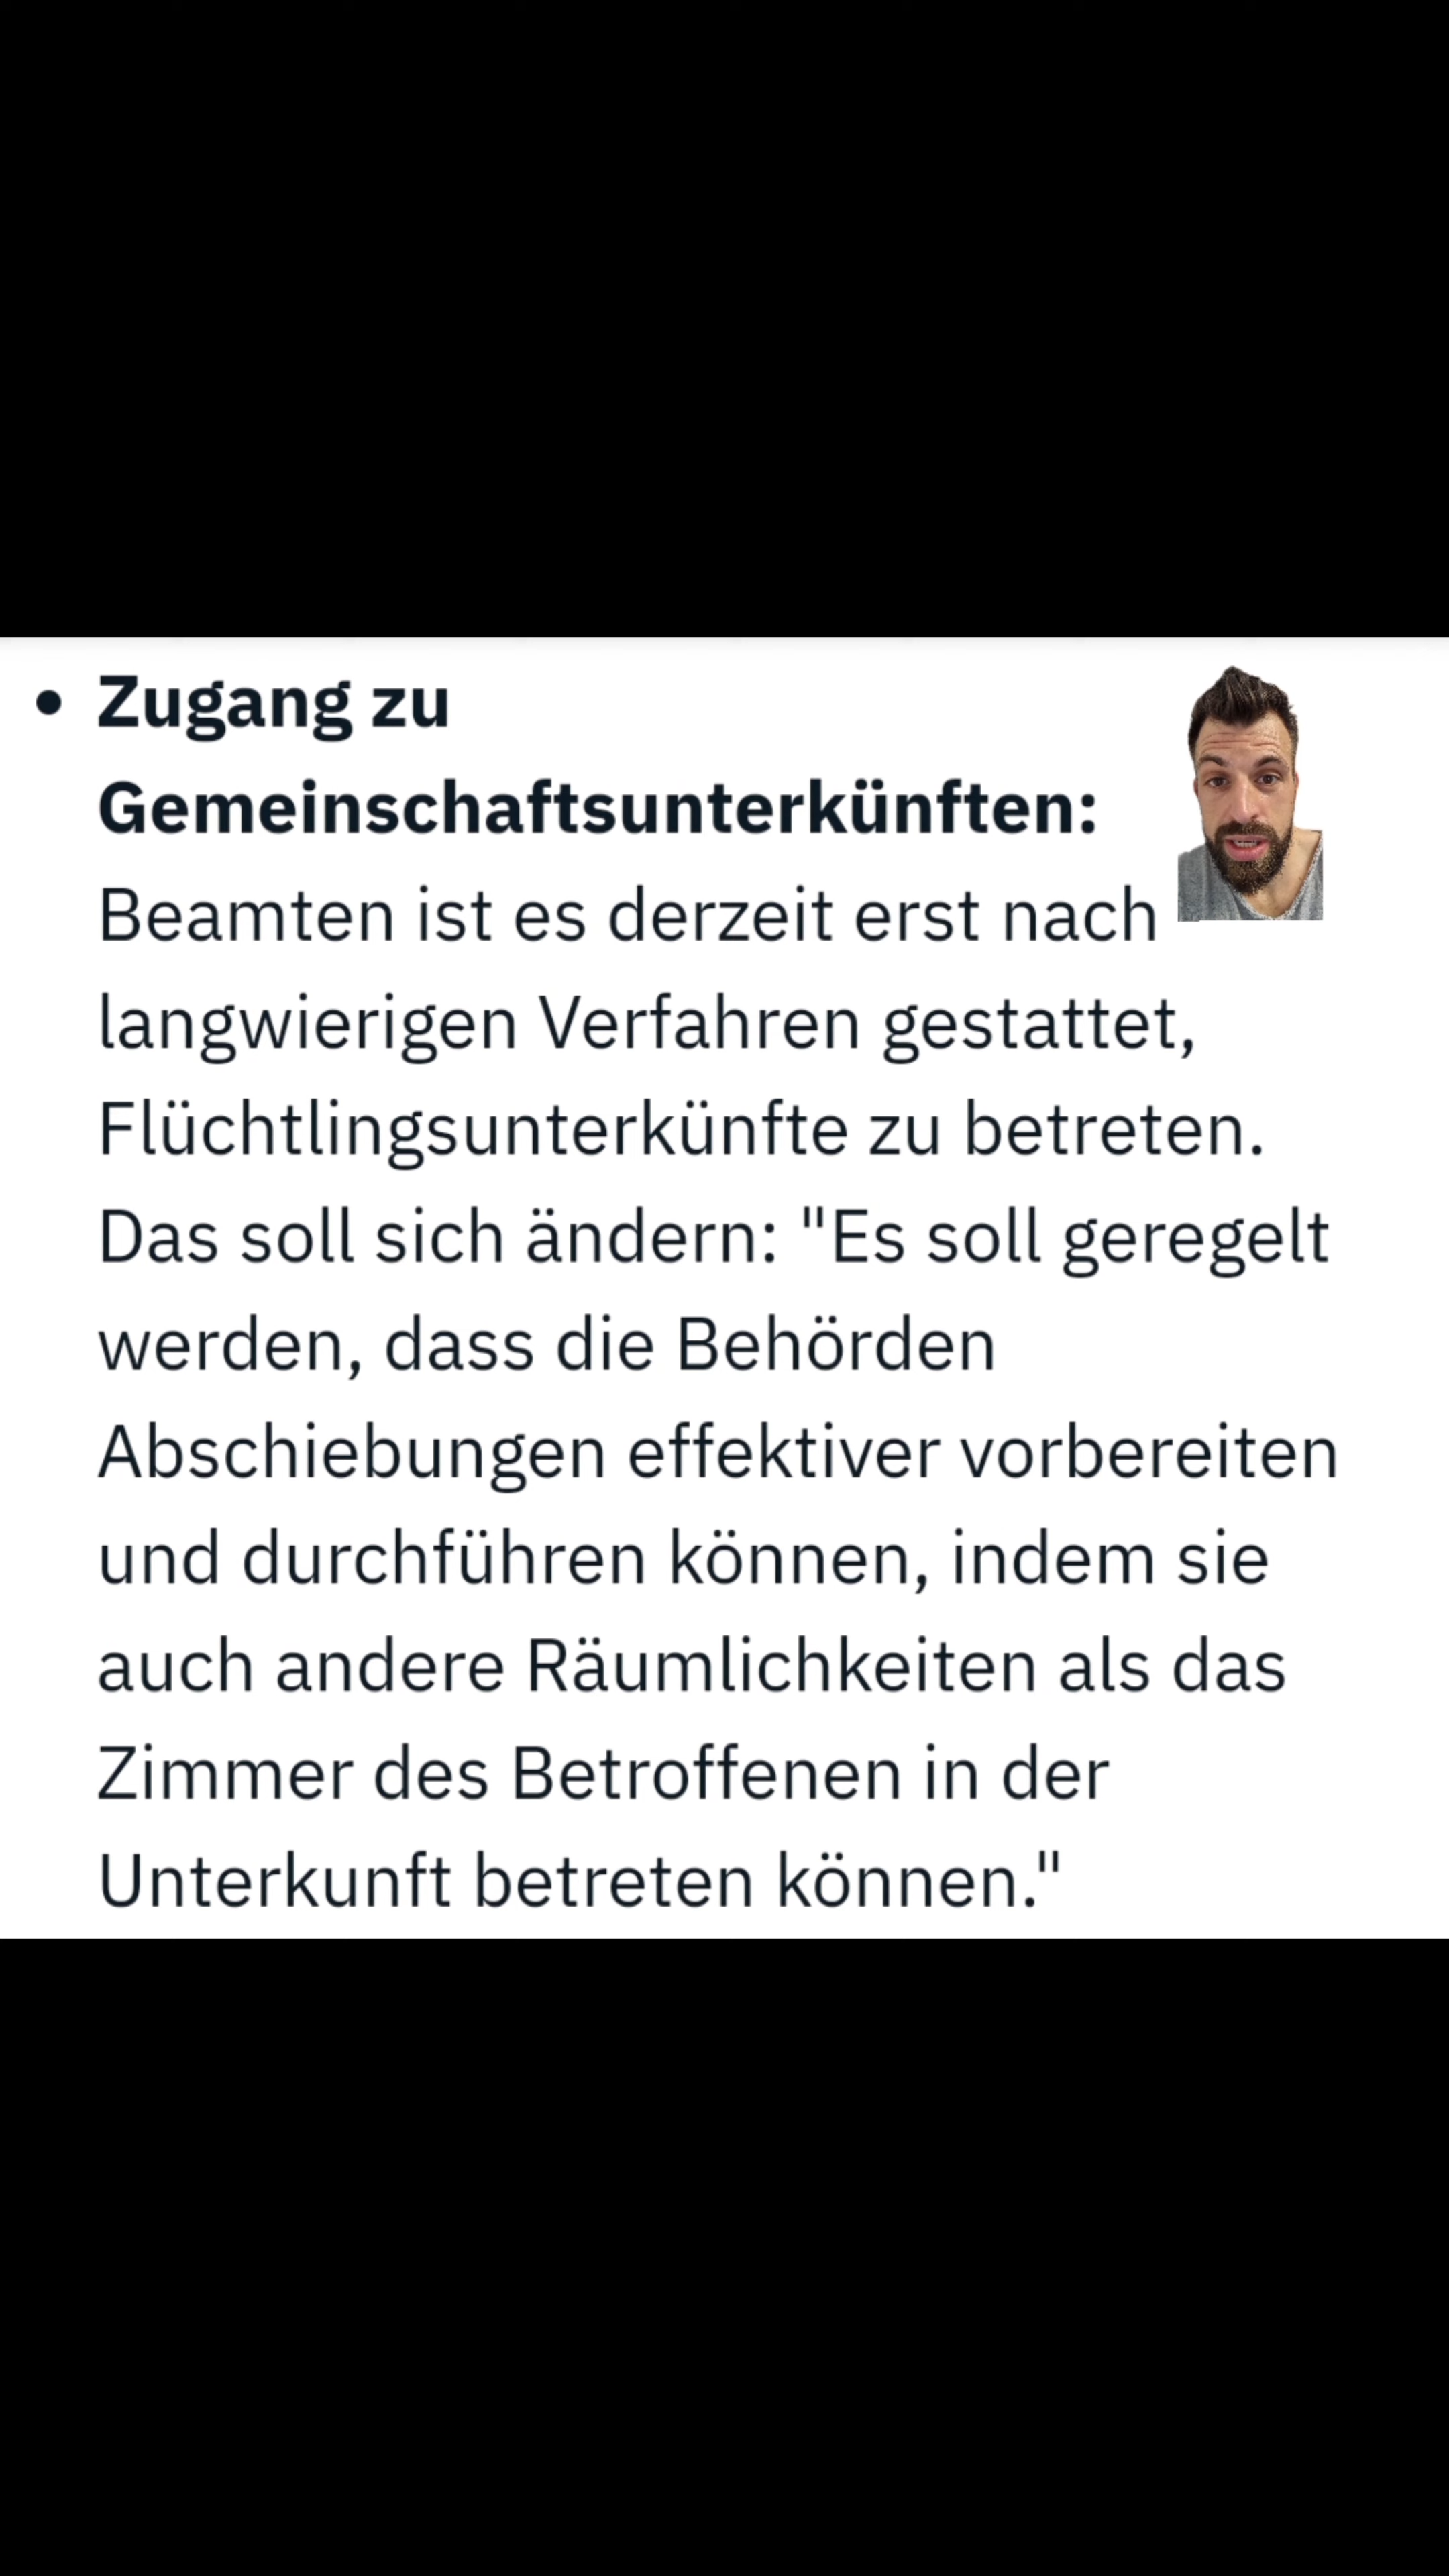 • Zugang zu
Gemeinschaftsunterkünften:
Beamten ist es derzeit erst nach
langwierigen Verfahren gestattet,
Flüchtlingsunterkünfte zu betreten.
Das soll sich ändern: "Es soll geregelt
werden, dass die Behörden
Abschiebungen effektiver vorbereiten
und durchführen können, indem sie
auch andere Räumlichkeiten als das
Zimmer des Betroffenen in der
Unterkunft betreten können."